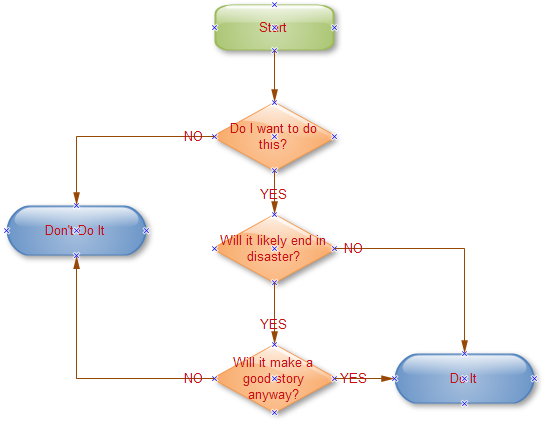 Start
Do I want to do
this?
NO
YES
Don't Do It
Will it likely end in
disaster?
NO
YES
Will it make a
good story
anyway?
NO
YES
Do It